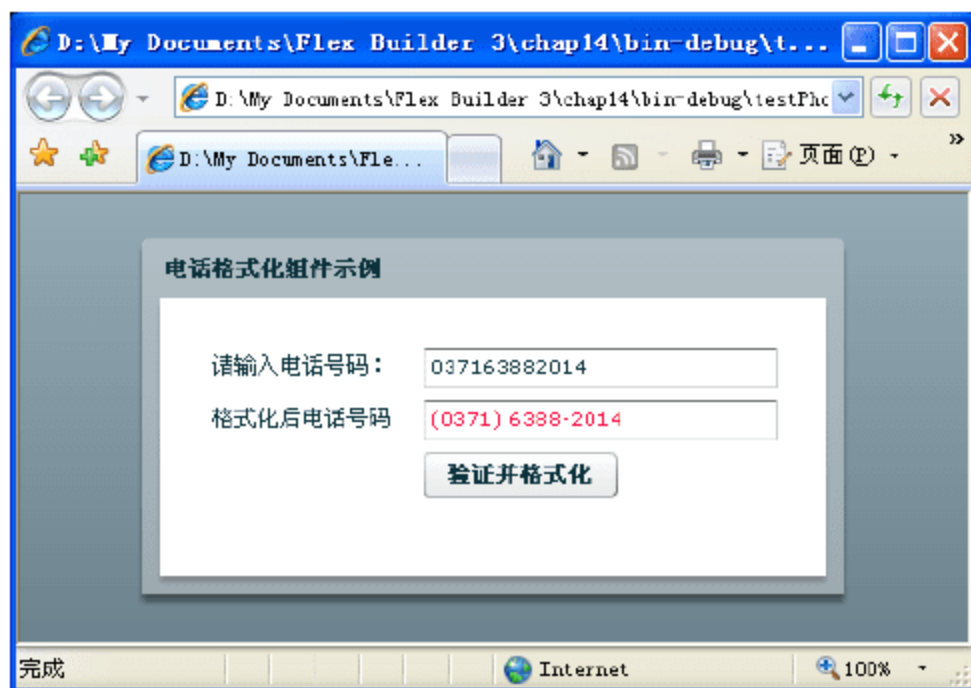 D:\My Documents\Flex Builder 3\chap14\bin-debug\t...
D:\My Documents\Flex Builder 3\chap14\bin-debug\testPho
D:\My Documents\Fle...
页面(P)
»
电话格式化组件示例
请输入电话号码：
037163882014
格式化后电话号码
(0371) 6388-2014
验证并格式化
完成
Internet
100%